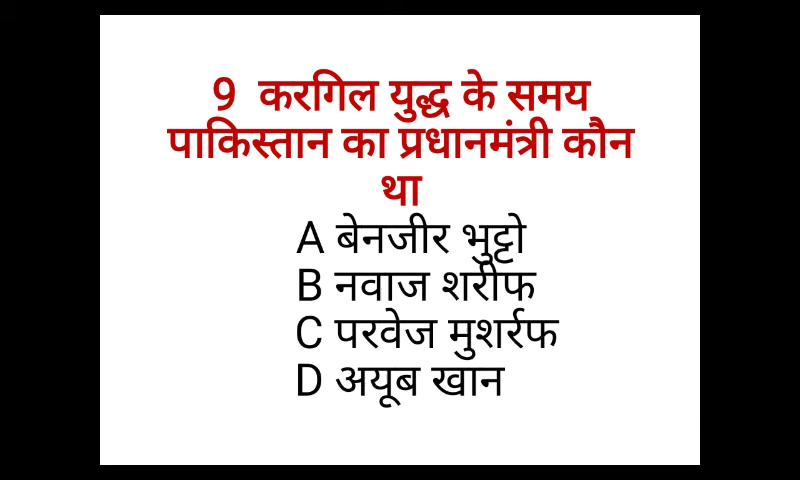 9 करगिल युद्ध के समय
पाकिस्तान का प्रधानमंत्री कौन
था
A बेनजीर भुट्टो
B नवाज शरीफ
C परवेज मुशर्रफ
D अयूब खान